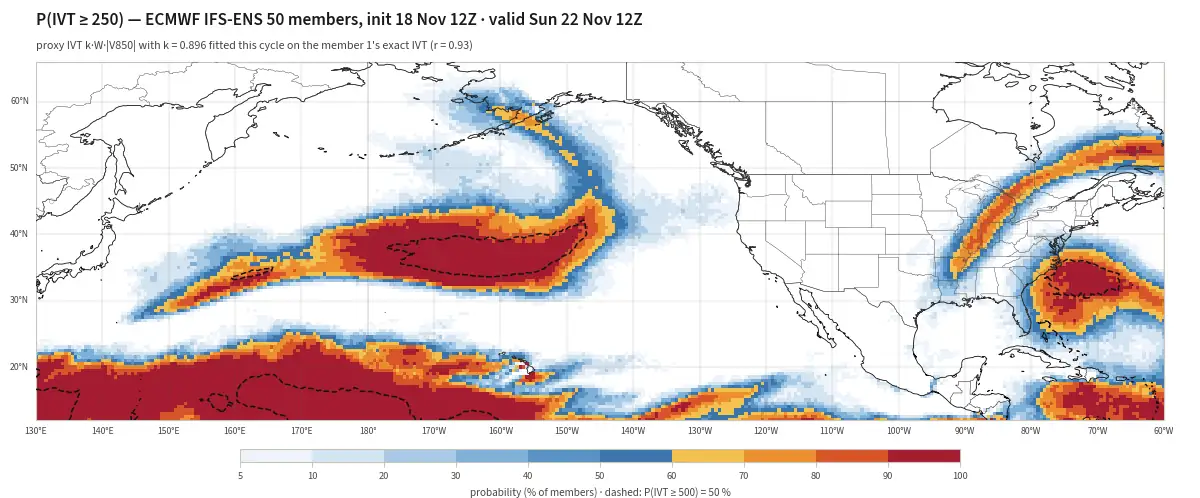 P(IVT ≥ 250) — ECMWF IFS-ENS 50 members, init 18 Nov 12Z · valid Sun 22 Nov 12Z
proxy IVT k·W·|V850| with k = 0.896 fitted this cycle on the member 1's exact IVT (r = 0.93)
60°N
50°N
40°N
30°N
20°N
130°E 140°E 150°E 160°E 170°E 180° 170°W 160°W 150°W 140°W 130°W 120°W 110°W 100°W 90°W 80°W 70°W 60°W
5 10 20 30 40 50 60 70 80 90 100
probability (% of members) · dashed: P(IVT ≥ 500) = 50 %